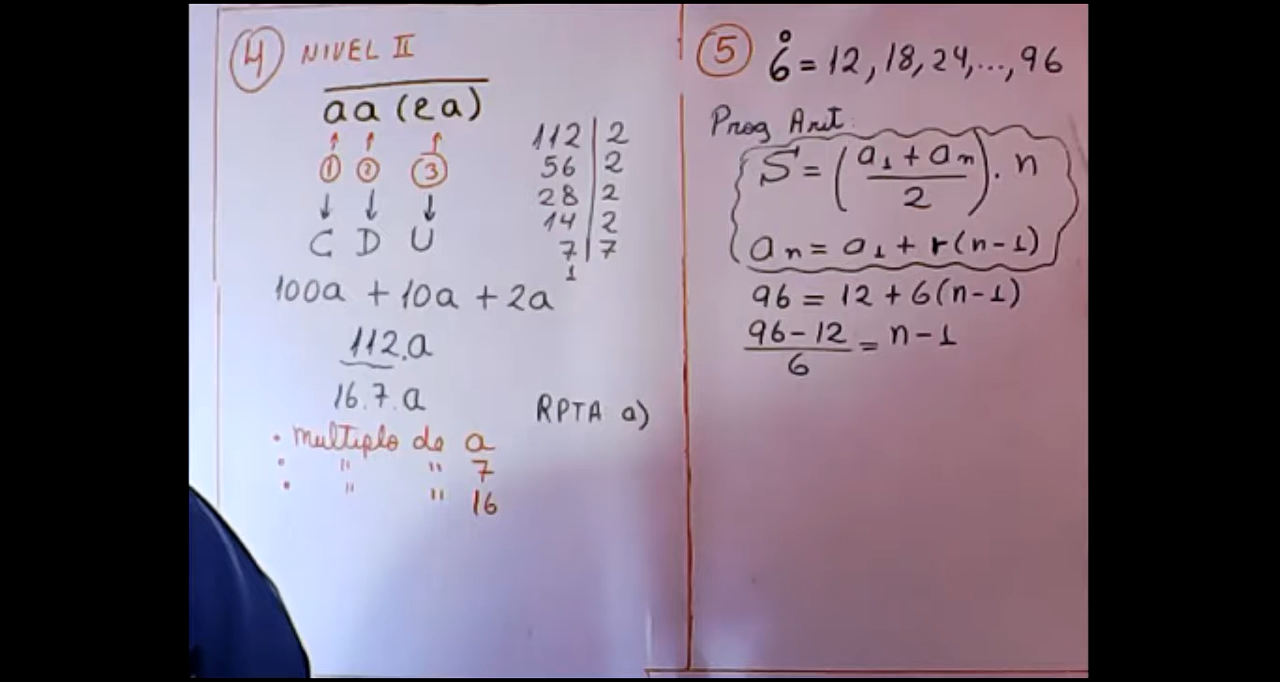 4 NIVEL II
aa(2a)
① ② ③
C D U
100a + 10a + 2a
112.a
16.7.a
• multiplo de a
• " " 7
• " " 16
112 | 2
56 | 2
28 | 2
14 | 2
7 | 7
1
RPTA a)
5 6̊ = 12, 18, 24, ..., 96
Prog Arit:
S = (a₁ + aₙ / 2) . n
aₙ = a₁ + r(n-1)
96 = 12 + 6(n-1)
96 - 12 / 6 = n - 1